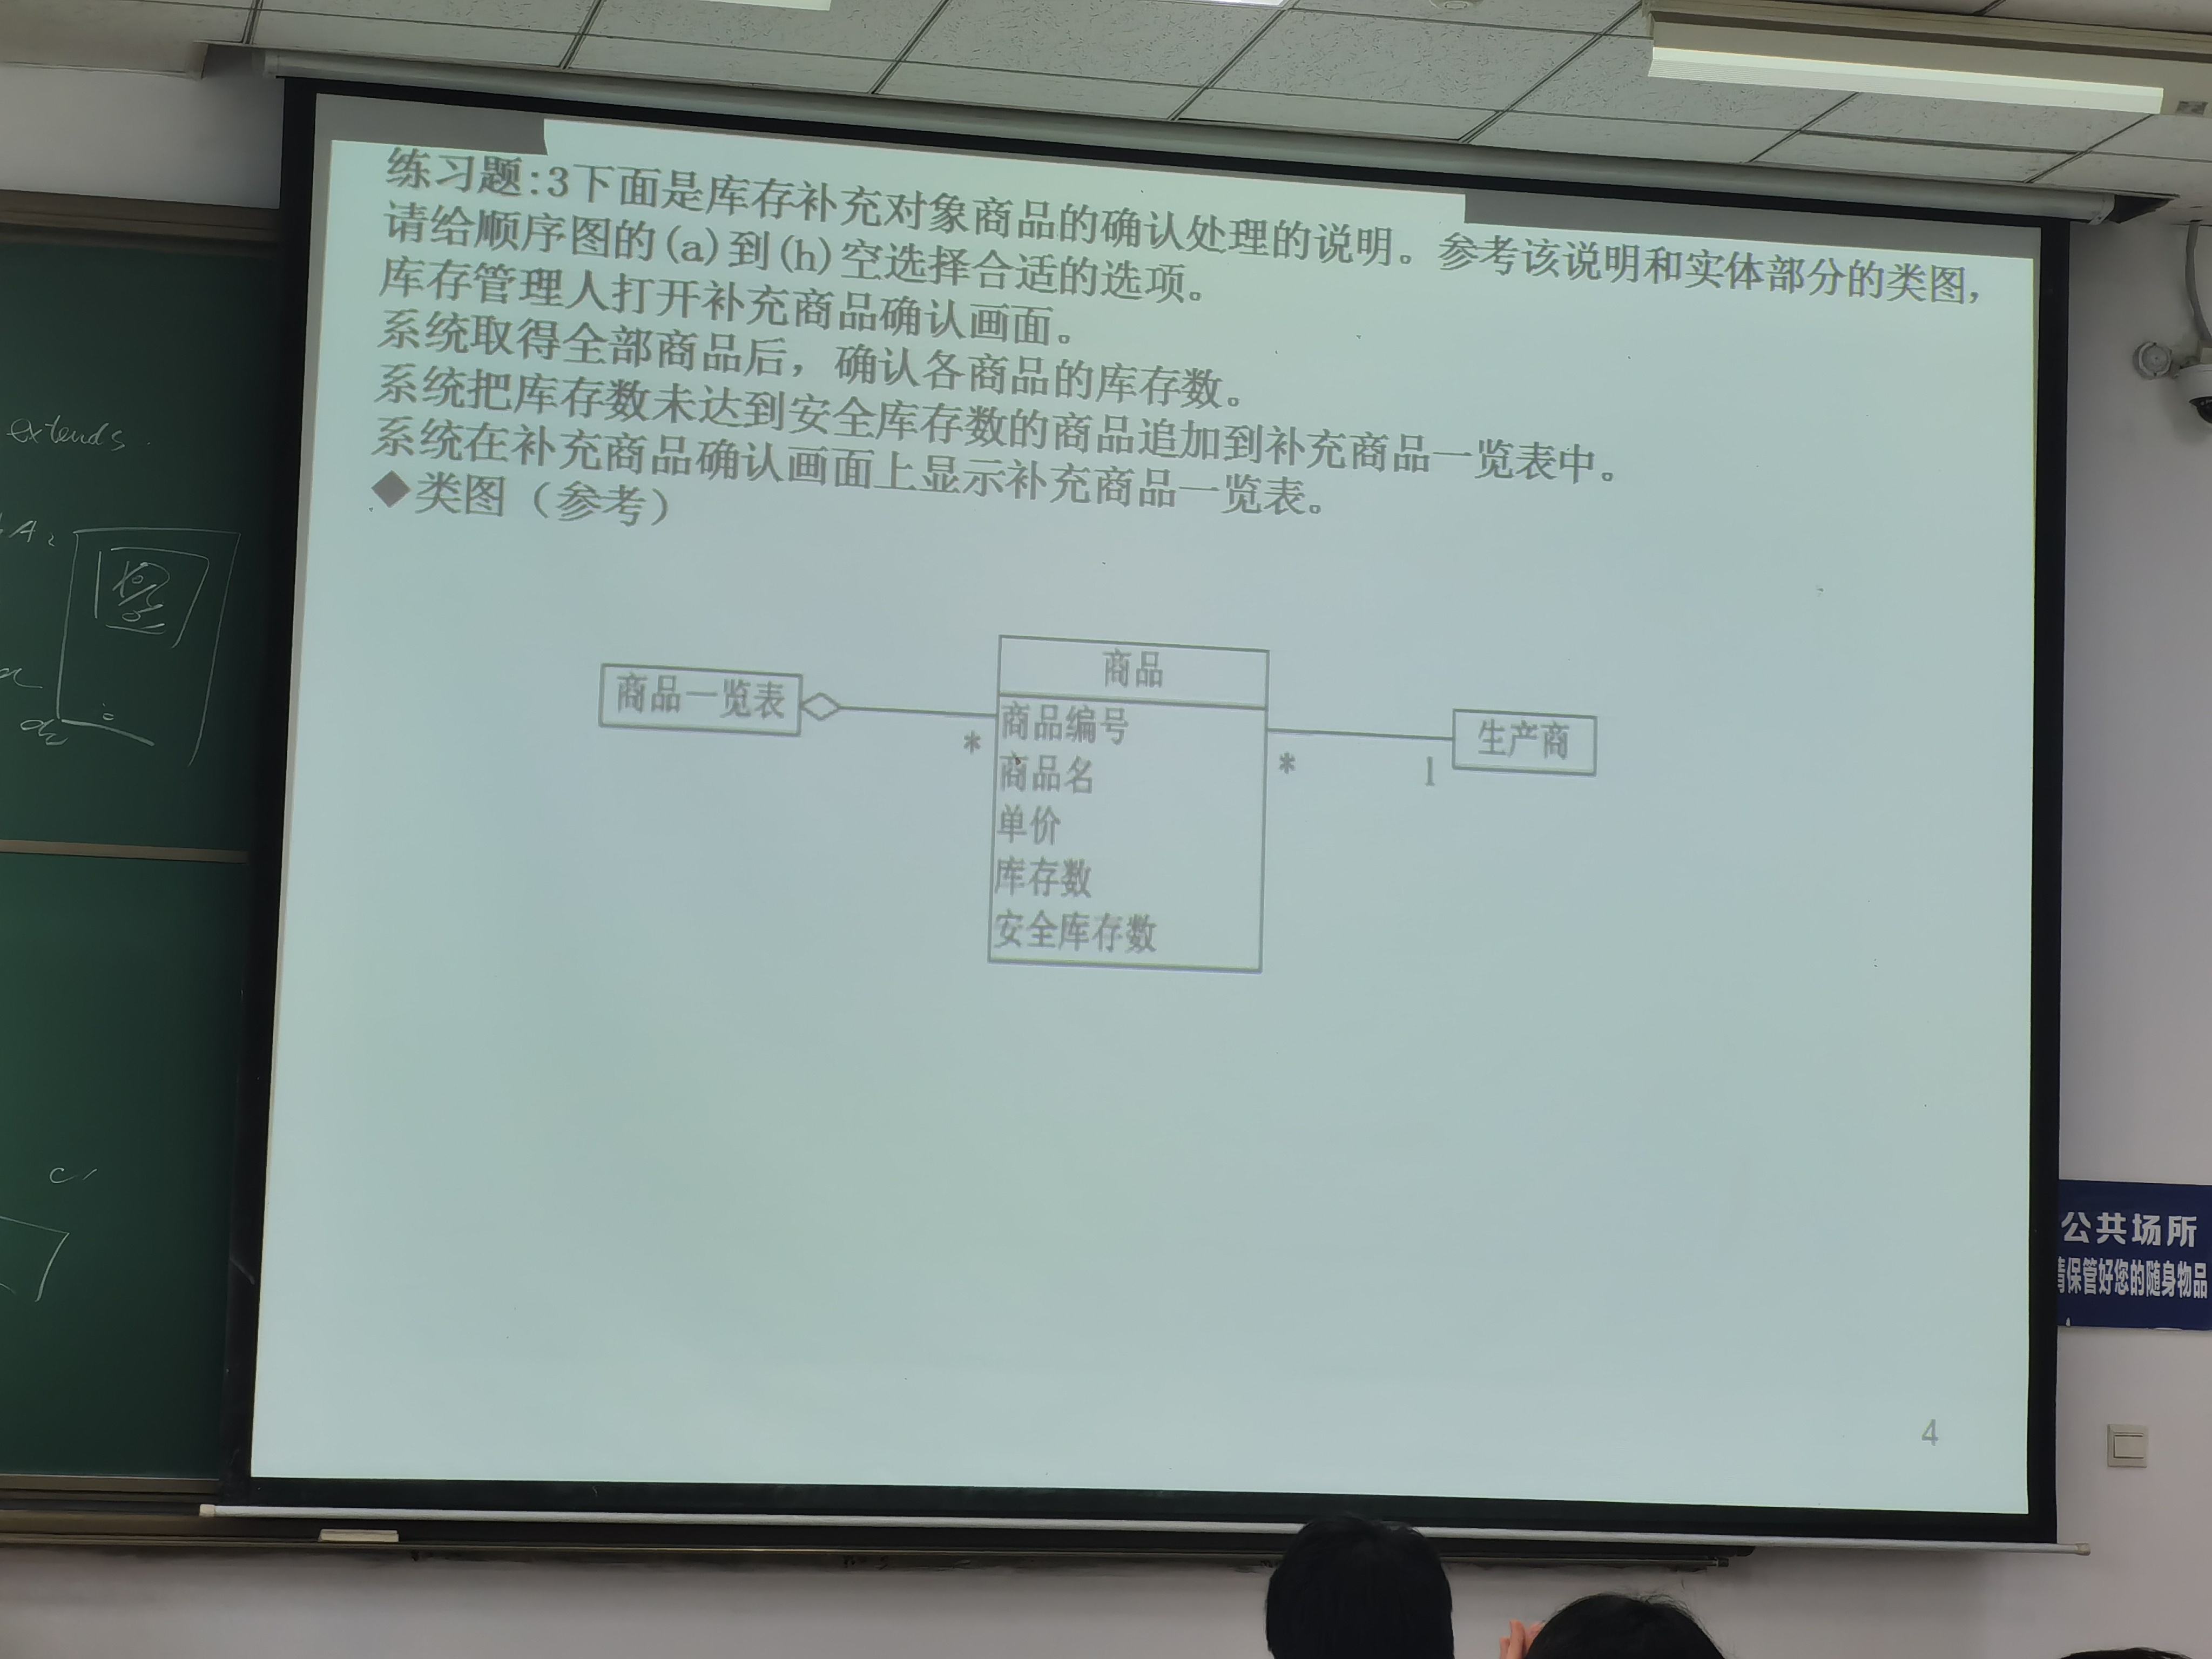 练习题:3下面是库存补充对象商品的确认处理的说明。参考该说明和实体部分的类图,
请给顺序图的(a)到(h)空选择合适的选项。
库存管理人打开补充商品确认画面。
系统取得全部商品后，确认各商品的库存数。
系统把库存数未达到安全库存数的商品追加到补充商品一览表中。
系统在补充商品确认画面上显示补充商品一览表。
◆类图（参考）
商品一览表
*
商品
商品编号
商品名
单价
库存数
安全库存数
*
1
生产商
4
extends
公共场所
请保管好您的随身物品